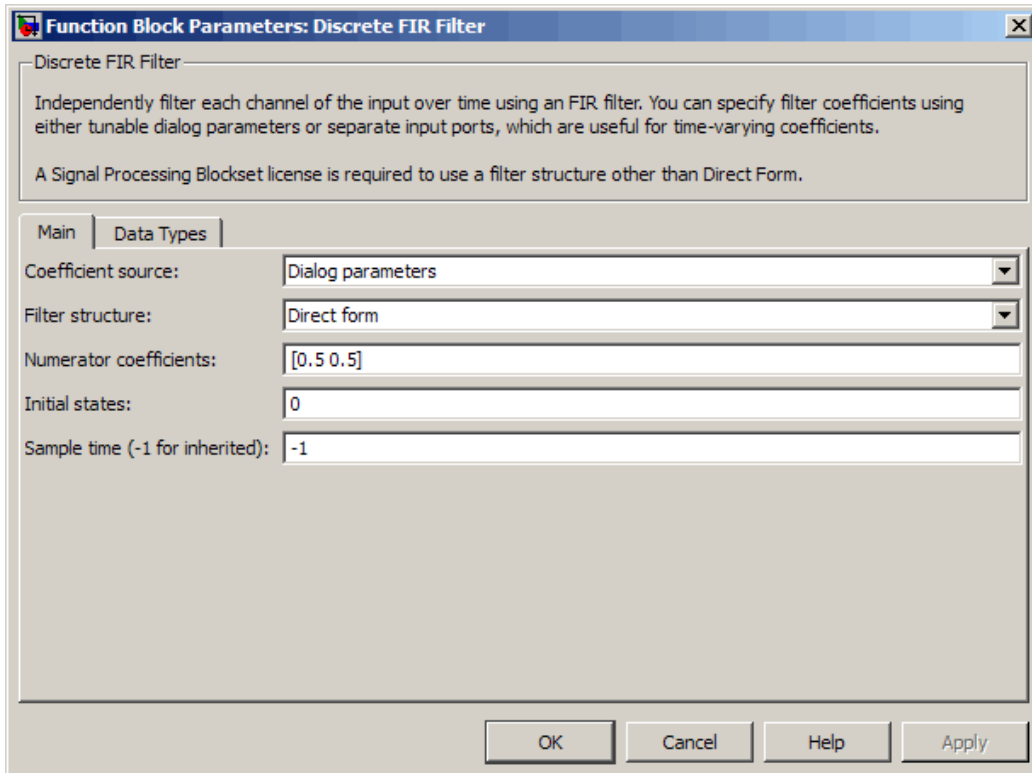 Function Block Parameters: Discrete FIR Filter
Discrete FIR Filter
Independently filter each channel of the input over time using an FIR filter. You can specify filter coefficients using
either tunable dialog parameters or separate input ports, which are useful for time-varying coefficients.
A Signal Processing Blockset license is required to use a filter structure other than Direct Form.
Main Data Types
Coefficient source: Dialog parameters
Filter structure: Direct form
Numerator coefficients: [0.5 0.5]
Initial states: 0
Sample time (-1 for inherited): -1
OK Cancel Help Apply